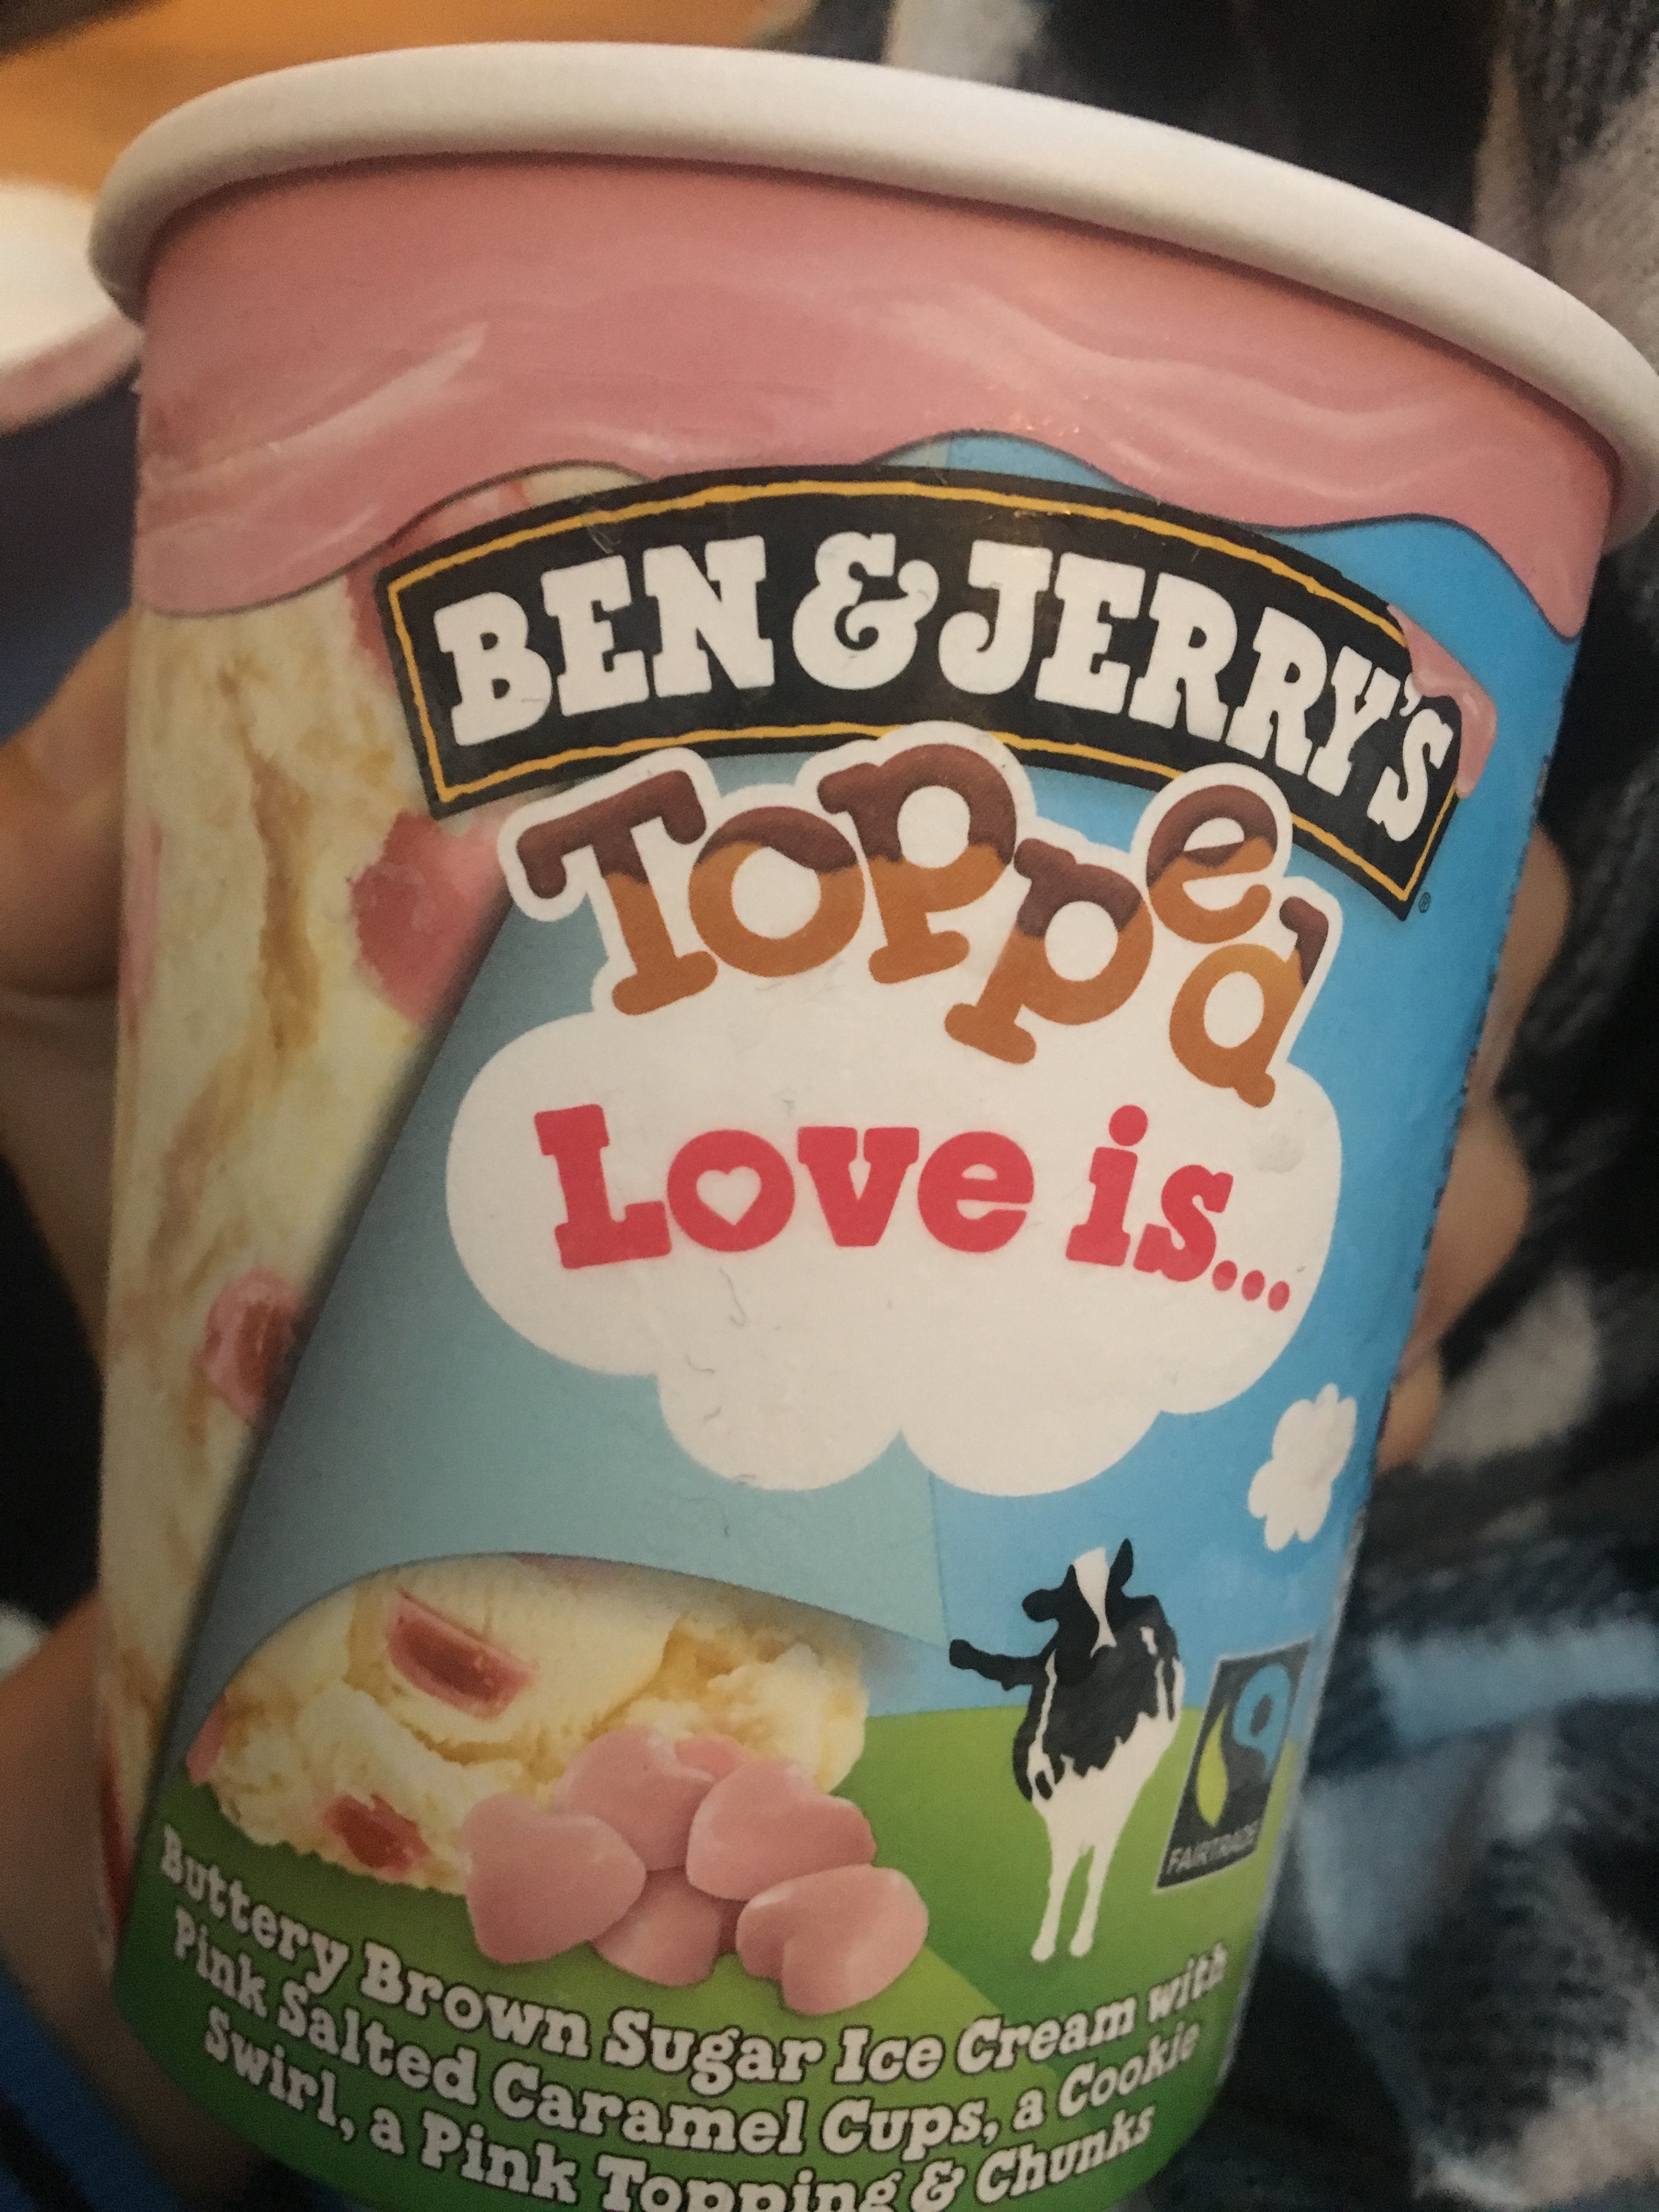 BEN & JERRY'S
®
Topped
Love is...
FAIRTRADE
Buttery Brown Sugar Ice Cream with
Pink Salted Caramel Cups, a Cookie
Swirl, a Pink Topping & Chunks